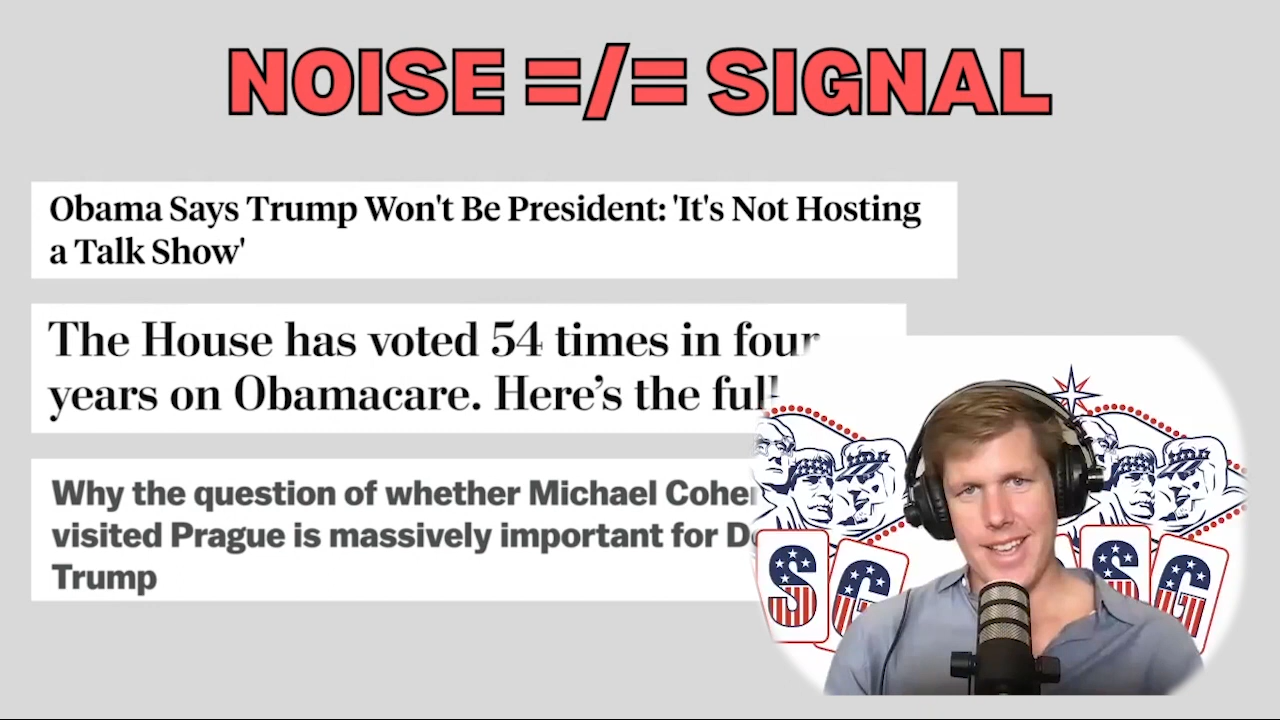 NOISE =/= SIGNAL
Obama Says Trump Won't Be President: 'It's Not Hosting
a Talk Show'
The House has voted 54 times in four
years on Obamacare. Here’s the full
Why the question of whether Michael Cohen
visited Prague is massively important for
Trump
S G S G